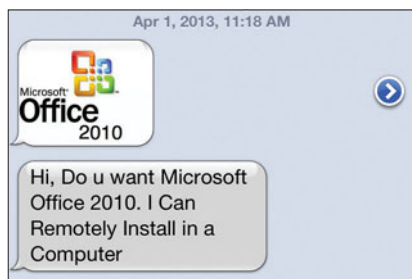 Apr 1, 2013, 11:18 AM
Microsoft
Office
2010
Hi, Do u want Microsoft
Office 2010. I Can
Remotely Install in a
Computer